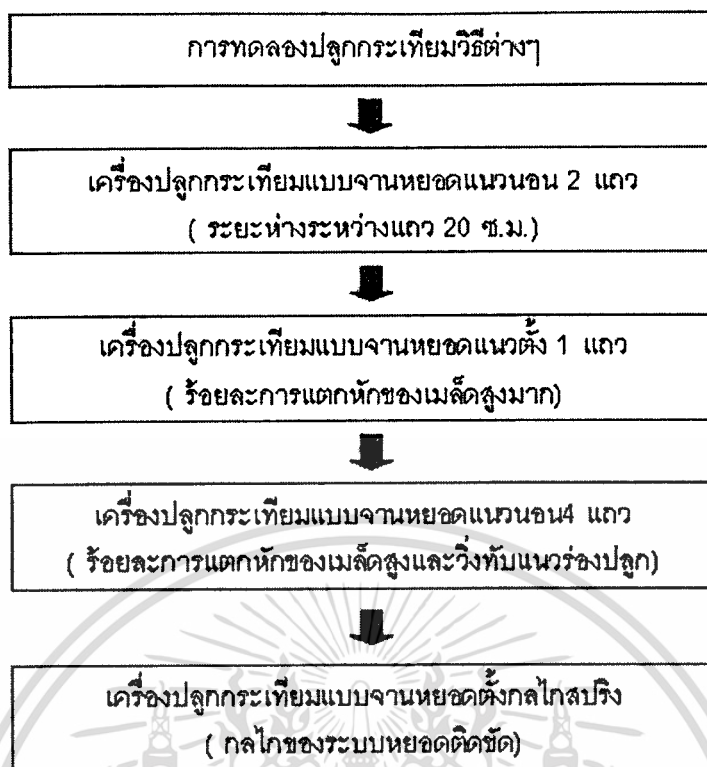 การทดลองปลูกกระเทียมวิธีต่างๆ
เครื่องปลูกกระเทียมแบบจานหยอดแนวนอน 2 แถว
( ระยะห่างระหว่างแถว 20 ซ.ม.)
เครื่องปลูกกระเทียมแบบจานหยอดแนวตั้ง 1 แถว
( ร้อยละการแตกหักของเมล็ดสูงมาก)
เครื่องปลูกกระเทียมแบบจานหยอดแนวนอน4 แถว
( ร้อยละการแตกหักของเมล็ดสูงและวิ่งทับแนวร่องปลูก)
เครื่องปลูกกระเทียมแบบจานหยอดตั้งกลไกสปริง
( กลไกของระบบหยอดติดขัด)